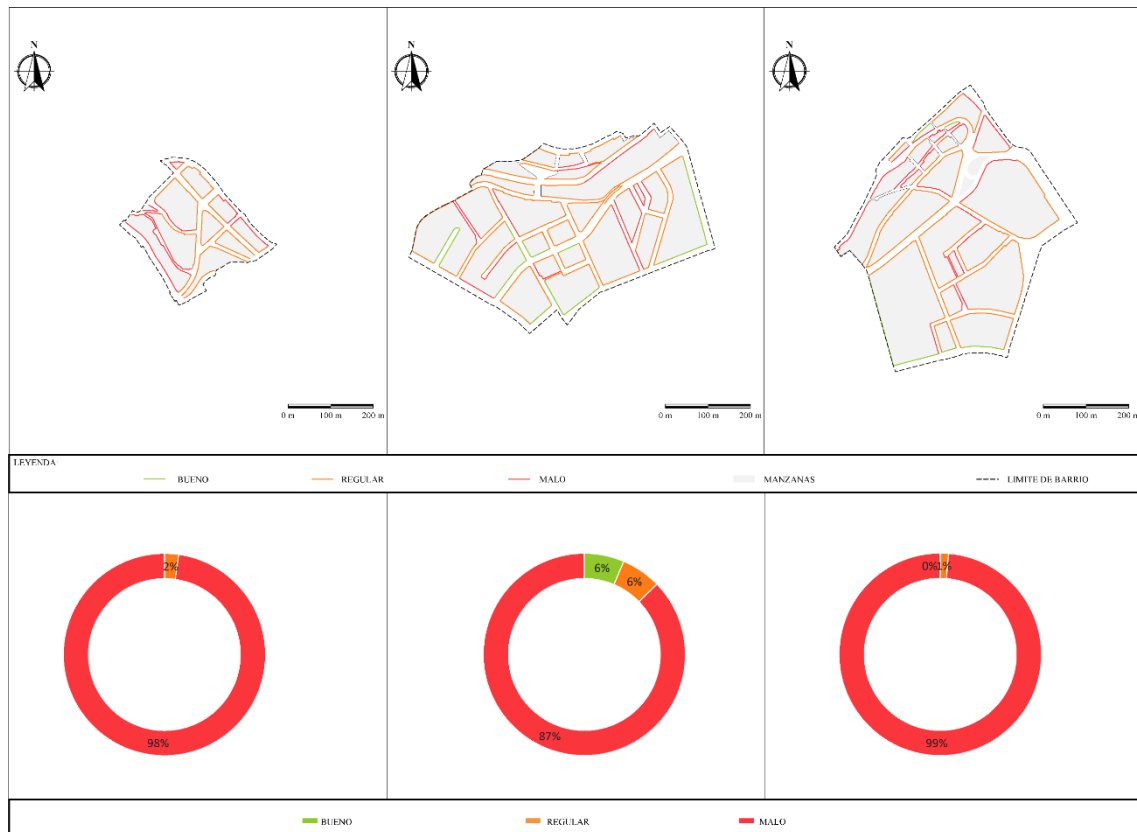 N
N
N
0 m 100 m 200 m
0 m 100 m 200 m
0 m 100 m 200 m
LEYENDA
BUENO REGULAR MALO MANZANAS LIMITE DE BARRIO
2%
98%
6%
6%
87%
0%
1%
99%
BUENO REGULAR MALO